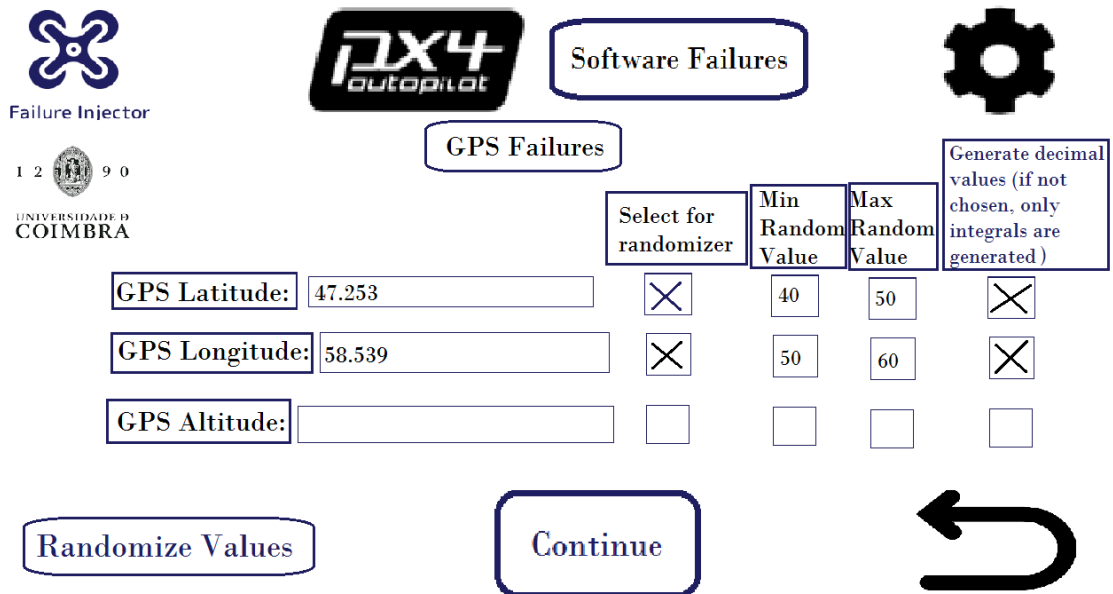 Failure Injector
PX4
autopilot
Software Failures
GPS Failures
1 2 9 0
UNIVERSIDADE Ð
COIMBRA
Select for
randomizer
Min
Random
Value
Max
Random
Value
Generate decimal
values (if not
chosen, only
integrals are
generated )
GPS Latitude: 47.253 40 50
GPS Longitude: 58.539 50 60
GPS Altitude:
Randomize Values
Continue